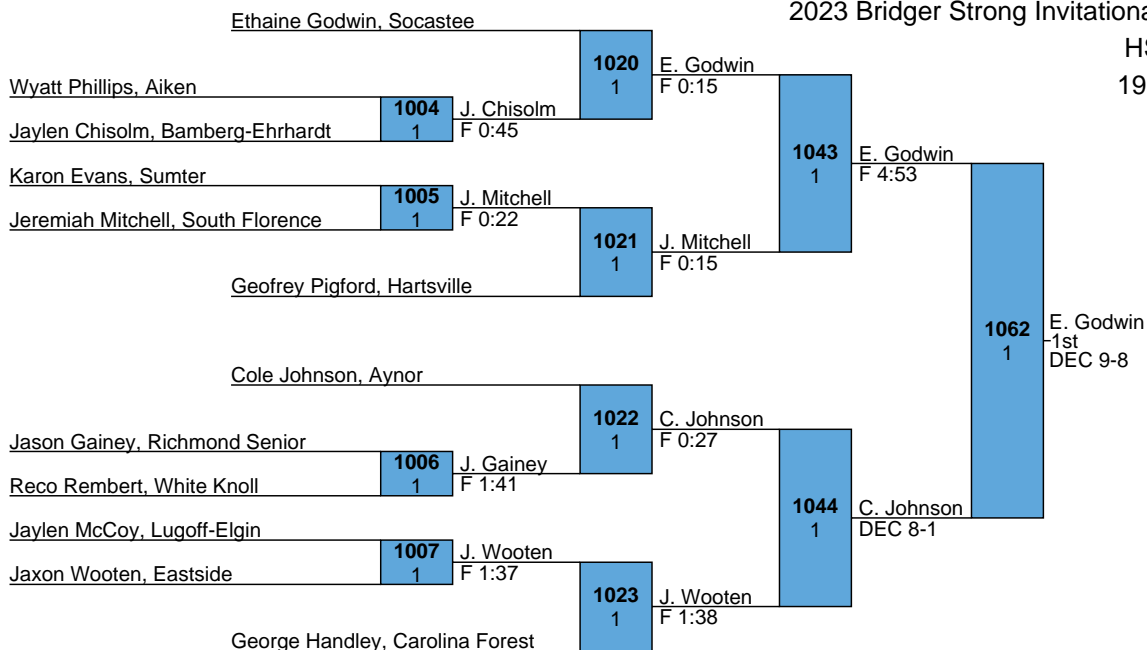 2023 Bridger Strong Invitationa
HS
19
Ethaine Godwin, Socastee
1020
1
E. Godwin
F 0:15
Wyatt Phillips, Aiken
1004
1
J. Chisolm
F 0:45
Jaylen Chisolm, Bamberg-Ehrhardt
1043
1
E. Godwin
F 4:53
Karon Evans, Sumter
1005
1
J. Mitchell
F 0:22
Jeremiah Mitchell, South Florence
1021
1
J. Mitchell
F 0:15
Geofrey Pigford, Hartsville
1062
1
E. Godwin
1st
DEC 9-8
Cole Johnson, Aynor
1022
1
C. Johnson
F 0:27
Jason Gainey, Richmond Senior
1006
1
J. Gainey
F 1:41
Reco Rembert, White Knoll
1044
1
C. Johnson
DEC 8-1
Jaylen McCoy, Lugoff-Elgin
1007
1
J. Wooten
F 1:37
Jaxon Wooten, Eastside
1023
1
J. Wooten
F 1:38
George Handley, Carolina Forest